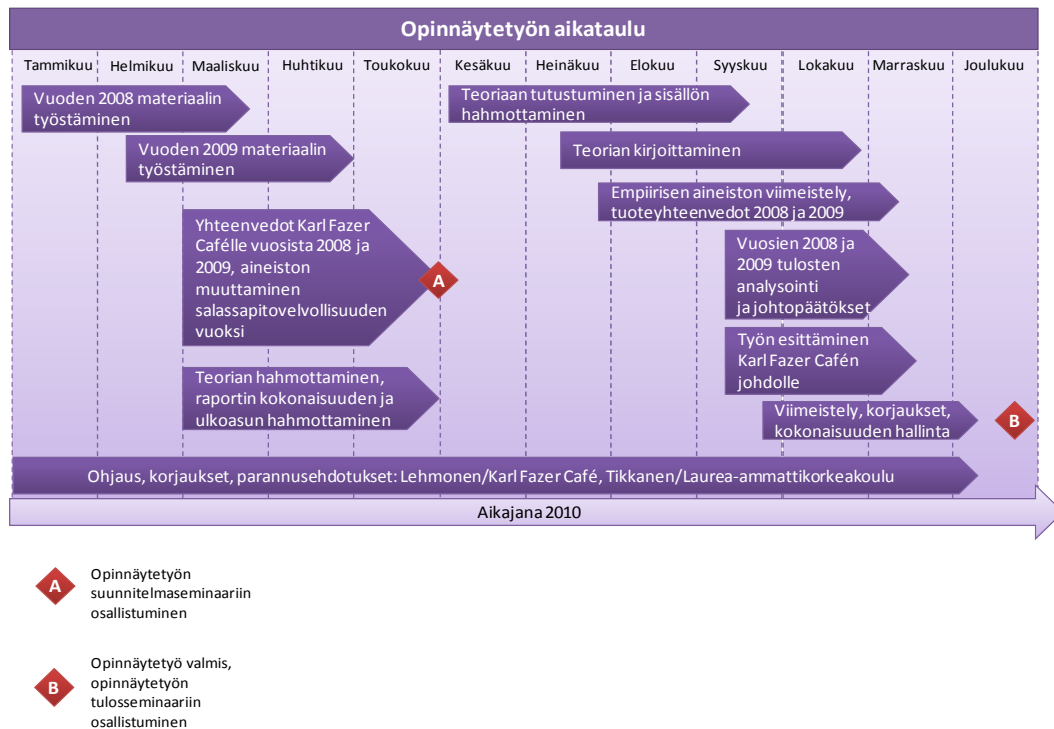 Opinnäytetyön aikataulu
Tammikuu Helmikuu Maaliskuu Huhtikuu Toukokuu Kesäkuu Heinäkuu Elokuu Syyskuu Lokakuu Marraskuu Joulukuu
Vuoden 2008 materiaalin
työstäminen
Vuoden 2009 materiaalin
työstäminen
Yhteenvedot Karl Fazer
Cafélle vuosista 2008 ja
2009, aineiston
muuttaminen
salassapitovelvollisuuden
vuoksi
A
Teorian hahmottaminen,
raportin kokonaisuuden ja
ulkoasun hahmottaminen
Teoriaan tutustuminen ja sisällön
hahmottaminen
Teorian kirjoittaminen
Empiirisen aineiston viimeistely,
tuoteyhteenvedot 2008 ja 2009
Vuosien 2008 ja
2009 tulosten
analysointi
ja johtopäätökset
Työn esittäminen
Karl Fazer Cafén
johdolle
Viimeistely, korjaukset,
kokonaisuuden hallinta
B
Ohjaus, korjaukset, parannusehdotukset: Lehmonen/Karl Fazer Café, Tikkanen/Laurea-ammattikorkeakoulu
Aikajana 2010
A
Opinnäytetyön
suunnitelmaseminaariin
osallistuminen
B
Opinnäytetyö valmis,
opinnäytetyön
tulosseminaariin
osallistuminen